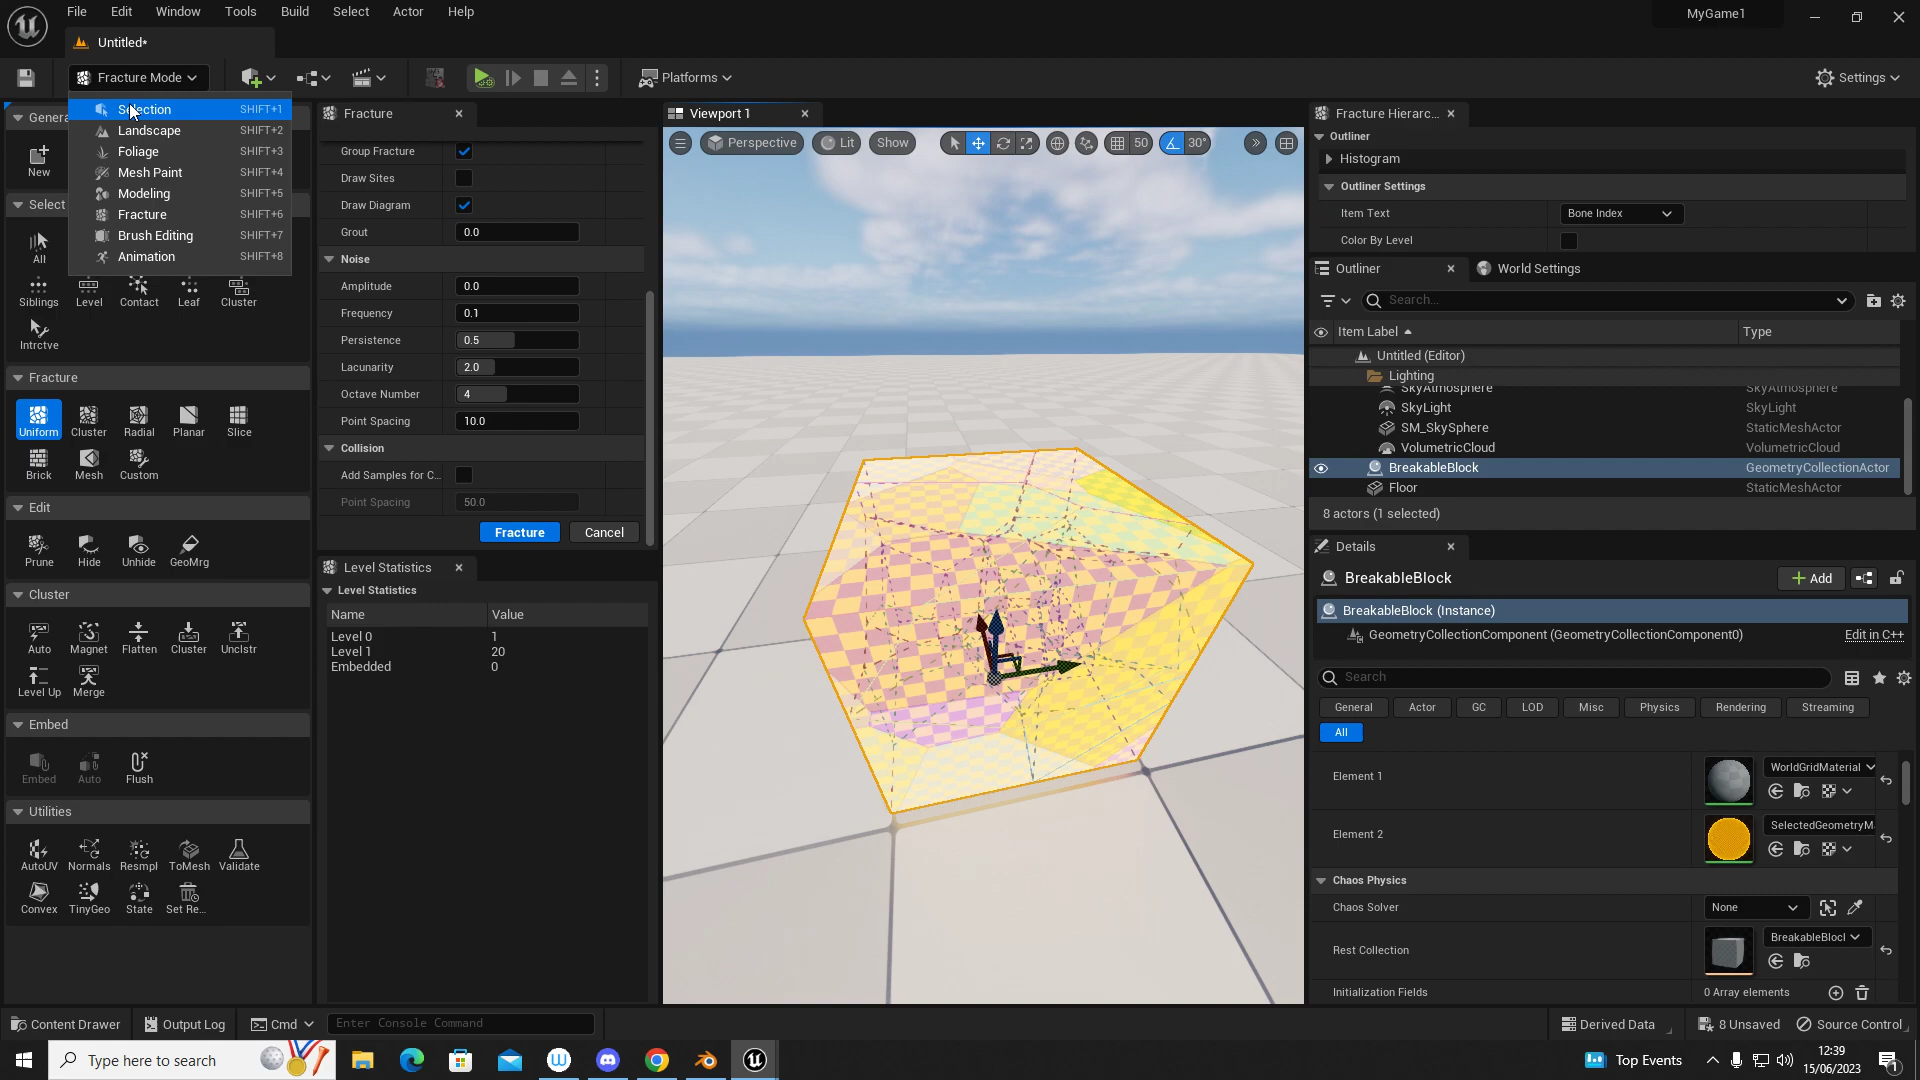 File Edit Window Tools Build Select Actor Help
MyGame1
Untitled*
Fracture Mode
Platforms
Settings
Selection SHIFT+1
Landscape SHIFT+2
Foliage SHIFT+3
Mesh Paint SHIFT+4
Modeling SHIFT+5
Fracture SHIFT+6
Brush Editing SHIFT+7
Animation SHIFT+8
Genera
New
Select
All
Siblings Level Contact Leaf Cluster
Intrctve
Fracture
Uniform Cluster Radial Planar Slice
Brick Mesh Custom
Edit
Prune Hide Unhide GeoMrg
Cluster
Auto Magnet Flatten Cluster Unclstr
Level Up Merge
Embed
Embed Auto Flush
Utilities
AutoUV Normals Resmpl ToMesh Validate
Convex TinyGeo State Set Re...
Fracture
Group Fracture
Draw Sites
Draw Diagram
Grout 0.0
Noise
Amplitude 0.0
Frequency 0.1
Persistence 0.5
Lacunarity 2.0
Octave Number 4
Point Spacing 10.0
Collision
Add Samples for C...
Point Spacing 50.0
Fracture Cancel
Level Statistics
Level Statistics
Name Value
Level 0 1
Level 1 20
Embedded 0
Viewport 1
Perspective Lit Show 50 30°
Fracture Hierarc...
Outliner
Histogram
Outliner Settings
Item Text Bone Index
Color By Level
Outliner World Settings
Search...
Item Label Type
Untitled (Editor)
Lighting
SkyAtmosphere SkyAtmosphere
SkyLight SkyLight
SM_SkySphere StaticMeshActor
VolumetricCloud VolumetricCloud
BreakableBlock GeometryCollectionActor
Floor StaticMeshActor
8 actors (1 selected)
Details
BreakableBlock Add
BreakableBlock (Instance)
GeometryCollectionComponent (GeometryCollectionComponent0) Edit in C++
Search
General Actor GC LOD Misc Physics Rendering Streaming
All
Element 1 WorldGridMaterial
Element 2 SelectedGeometryM
Chaos Physics
Chaos Solver None
Rest Collection BreakableBlocl
Initialization Fields 0 Array elements
Content Drawer Output Log Cmd Enter Console Command Derived Data 8 Unsaved Source Control
Type here to search Top Events
12:39
15/06/2023
1